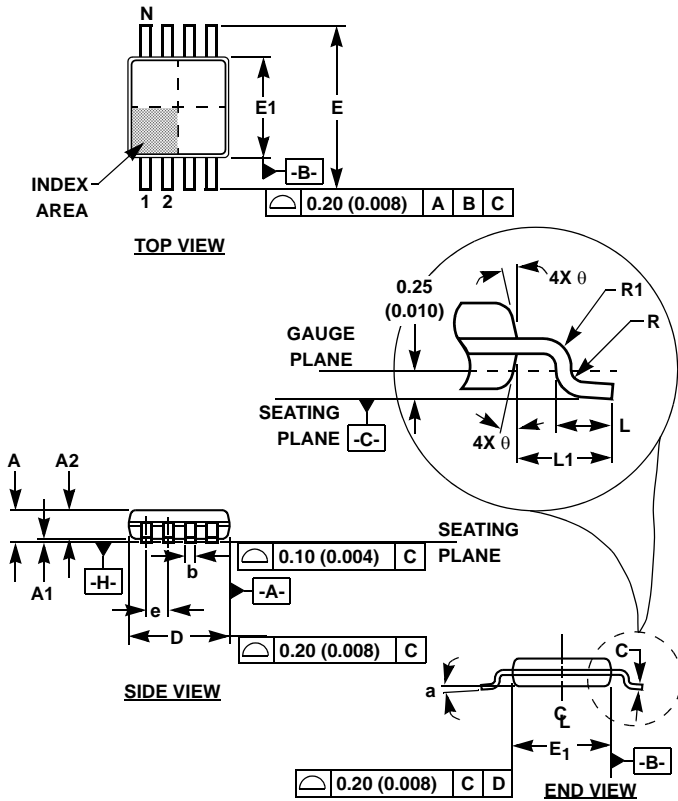 N
E1
E
-B-
INDEX
AREA
1 2
0.20 (0.008) A B C
TOP VIEW
0.25
(0.010)
4X θ
R1
R
GAUGE
PLANE
SEATING
PLANE
-C-
4X θ
L
L1
A
A2
SEATING
PLANE
A1
-H-
b
0.10 (0.004) C
-A-
e
D
0.20 (0.008) C
SIDE VIEW
C
a
CL
E1
-B-
0.20 (0.008) C D
END VIEW